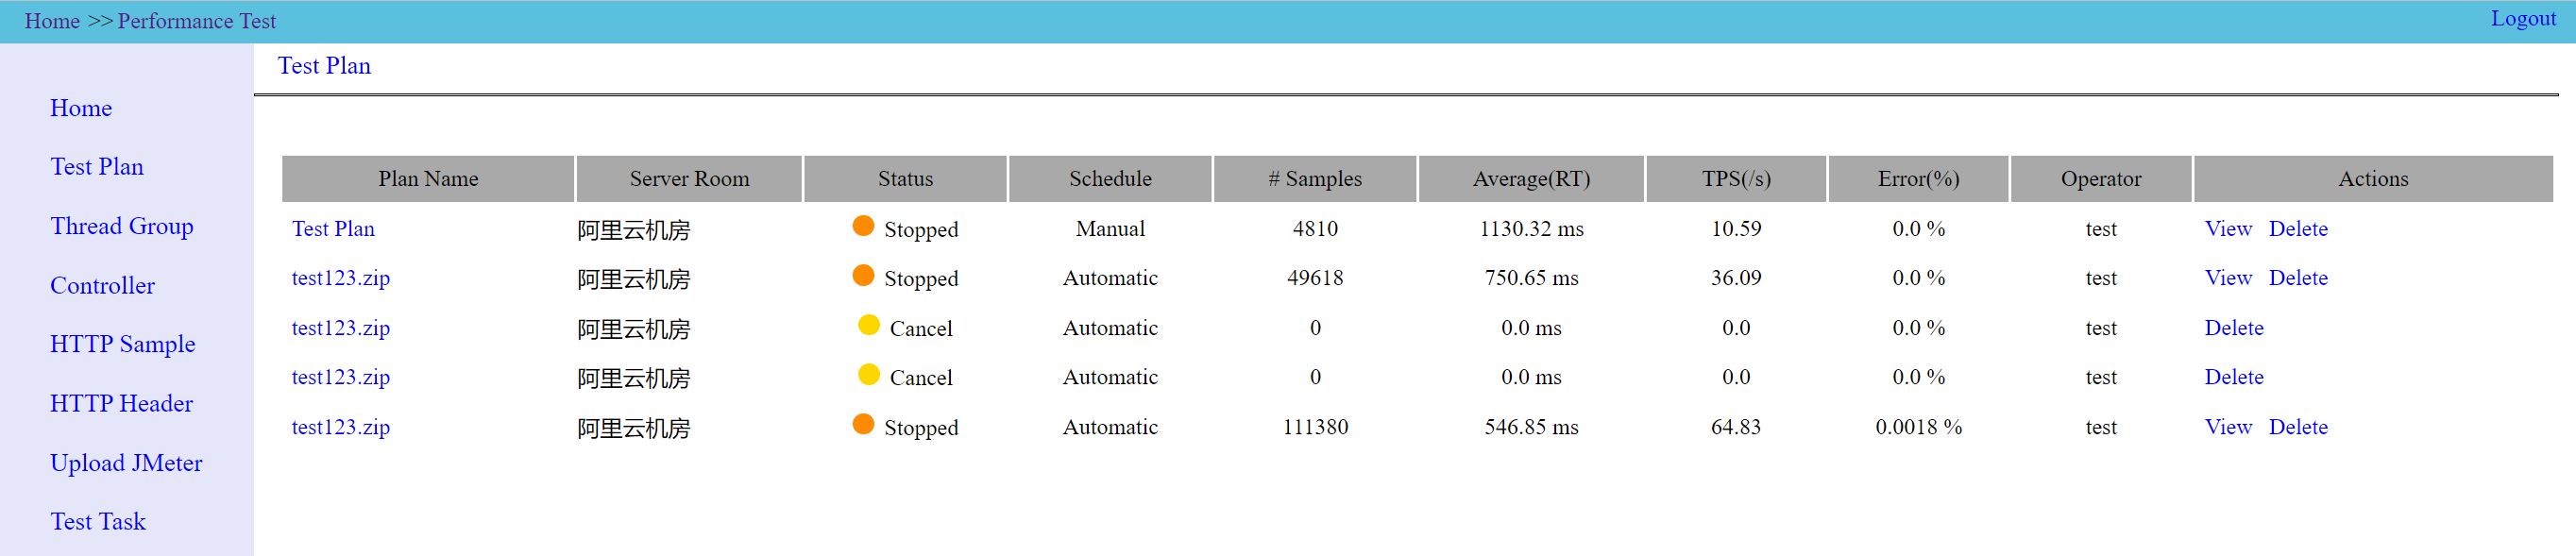 Home >> Performance Test
Logout
Home
Test Plan
Thread Group
Controller
HTTP Sample
HTTP Header
Upload JMeter
Test Task
Test Plan
Plan Name Server Room Status Schedule # Samples Average(RT) TPS(/s) Error(%) Operator Actions
Test Plan 阿里云机房 Stopped Manual 4810 1130.32 ms 10.59 0.0 % test View Delete
test123.zip 阿里云机房 Stopped Automatic 49618 750.65 ms 36.09 0.0 % test View Delete
test123.zip 阿里云机房 Cancel Automatic 0 0.0 ms 0.0 0.0 % test Delete
test123.zip 阿里云机房 Cancel Automatic 0 0.0 ms 0.0 0.0 % test Delete
test123.zip 阿里云机房 Stopped Automatic 111380 546.85 ms 64.83 0.0018 % test View Delete